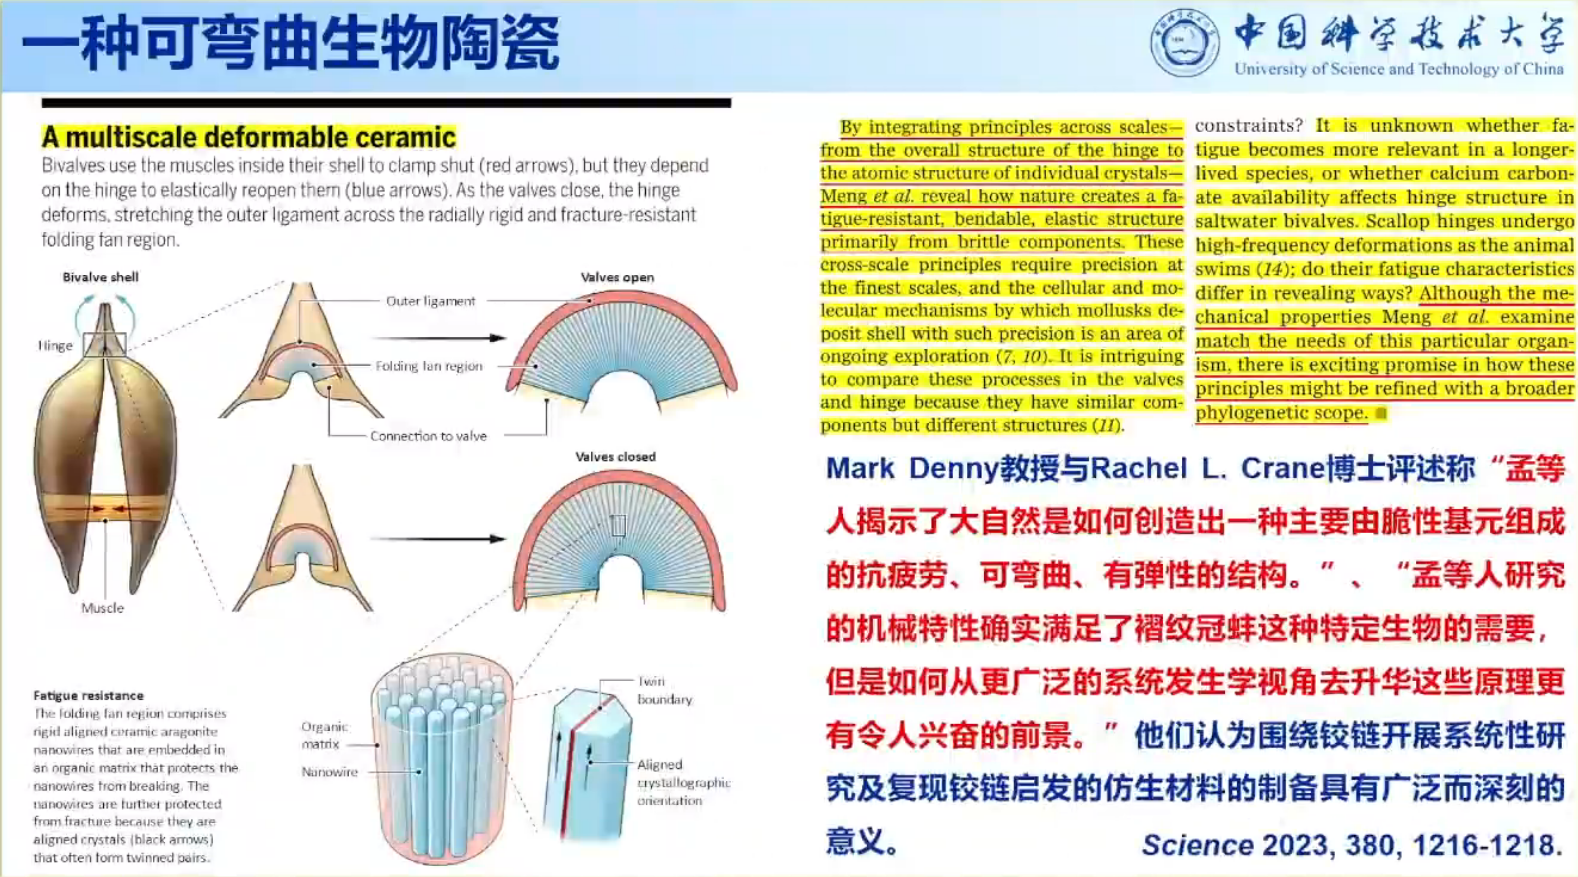 一种可弯曲生物陶瓷
中国科学技术大学
University of Science and Technology of China
A multiscale deformable ceramic
Bivalves use the muscles inside their shell to clamp shut (red arrows), but they depend
on the hinge to elastically reopen them (blue arrows). As the valves close, the hinge
deforms, stretching the outer ligament across the radially rigid and fracture-resistant
folding fan region.
Bivalve shell
Hinge
Muscle
Outer ligament
Folding fan region
Connection to valve
Valves open
Valves closed
Fatigue resistance
The folding fan region comprises
rigid aligned ceramic aragonite
nanowires that are embedded in
an organic matrix that protects the
nanowires from breaking. The
nanowires are further protected
from fracture because they are
aligned crystals (black arrows)
that often form twinned pairs.
Organic
matrix
Nanowire
Twin
boundary
Aligned
crystallographic
orientation
By integrating principles across scales—
from the overall structure of the hinge to
the atomic structure of individual crystals—
Meng et al. reveal how nature creates a fa-
tigue-resistant, bendable, elastic structure
primarily from brittle components. These
cross-scale principles require precision at
the finest scales, and the cellular and mo-
lecular mechanisms by which mollusks de-
posit shell with such precision is an area of
ongoing exploration (7, 10). It is intriguing
to compare these processes in the valves
and hinge because they have similar com-
ponents but different structures (11).
constraints? It is unknown whether fa-
tigue becomes more relevant in a longer-
lived species, or whether calcium carbon-
ate availability affects hinge structure in
saltwater bivalves. Scallop hinges undergo
high-frequency deformations as the animal
swims (14); do their fatigue characteristics
differ in revealing ways? Although the me-
chanical properties Meng et al. examine
match the needs of this particular organ-
ism, there is exciting promise in how these
principles might be refined with a broader
phylogenetic scope.
Mark Denny教授与Rachel L. Crane博士评述称“孟等
人揭示了大自然是如何创造出一种主要由脆性基元组成
的抗疲劳、可弯曲、有弹性的结构。”、“孟等人研究
的机械特性确实满足了褶纹冠蚌这种特定生物的需要，
但是如何从更广泛的系统发生学视角去升华这些原理更
有令人兴奋的前景。”他们认为围绕铰链开展系统性研
究及复现铰链启发的仿生材料的制备具有广泛而深刻的
意义。
Science 2023, 380, 1216-1218.